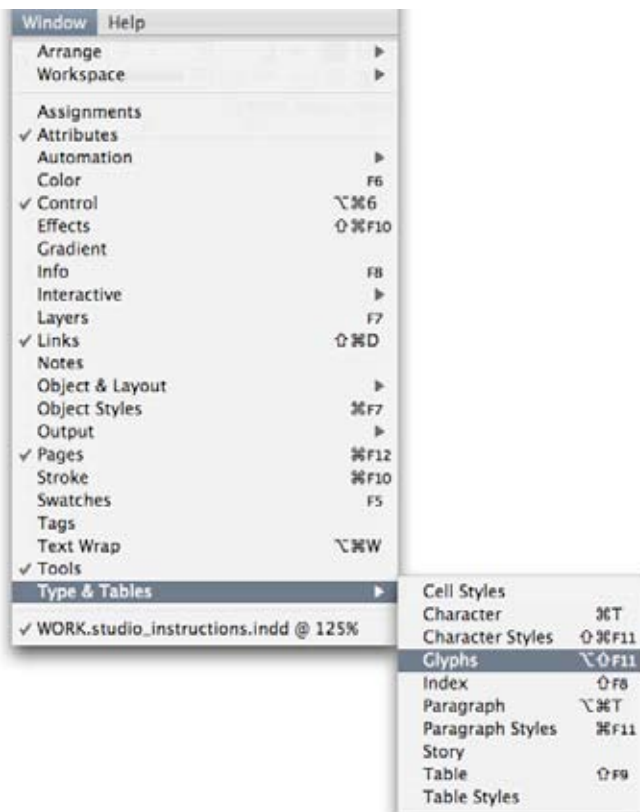 Window Help
Arrange ▶
Workspace ▶
Assignments
✓ Attributes
Automation ▶
Color F6
✓ Control ⌥⌘6
Effects ⇧⌘F10
Gradient
Info F8
Interactive ▶
Layers F7
✓ Links ⇧⌘D
Notes
Object & Layout ▶
Object Styles ⌘F7
Output ▶
✓ Pages ⌘F12
Stroke ⌘F10
Swatches F5
Tags
Text Wrap ⌥⌘W
✓ Tools
Type & Tables ▶
✓ WORK.studio_instructions.indd @ 125%
Cell Styles
Character ⌘T
Character Styles ⇧⌘F11
Glyphs ⌥⇧F11
Index ⇧F8
Paragraph ⌥⌘T
Paragraph Styles ⌘F11
Story
Table ⇧F9
Table Styles